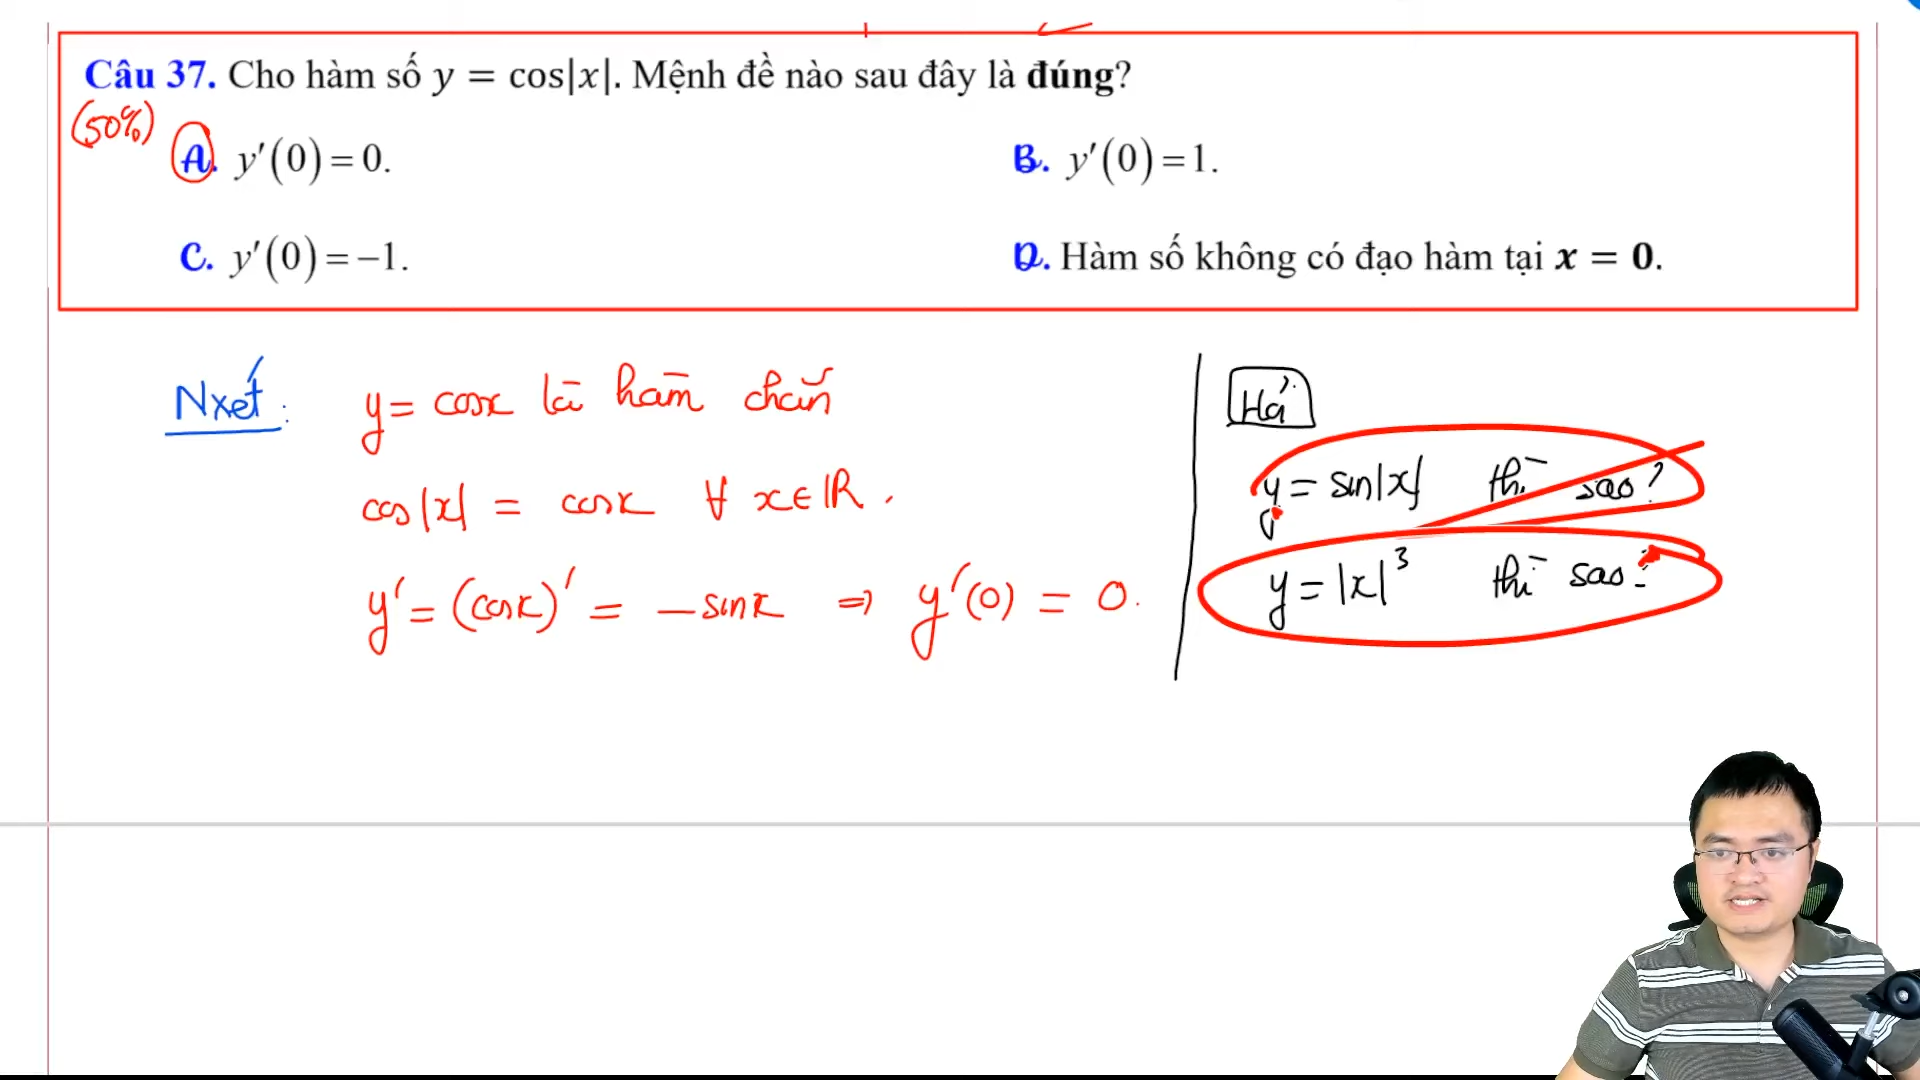 Câu 37. Cho hàm số y = cos|x|. Mệnh đề nào sau đây là đúng?
(50%)
A. y′(0) = 0.
B. y′(0) = 1.
C. y′(0) = −1.
D. Hàm số không có đạo hàm tại x = 0.
Nxét:
y = cosx là hàm chẵn
cos|x| = cosx ∀ x∈ℝ.
y' = (cosx)' = −sinx ⇒ y'(0) = 0.
Hả
y = sin|x| thì sao?
y = |x|³ thì sao?